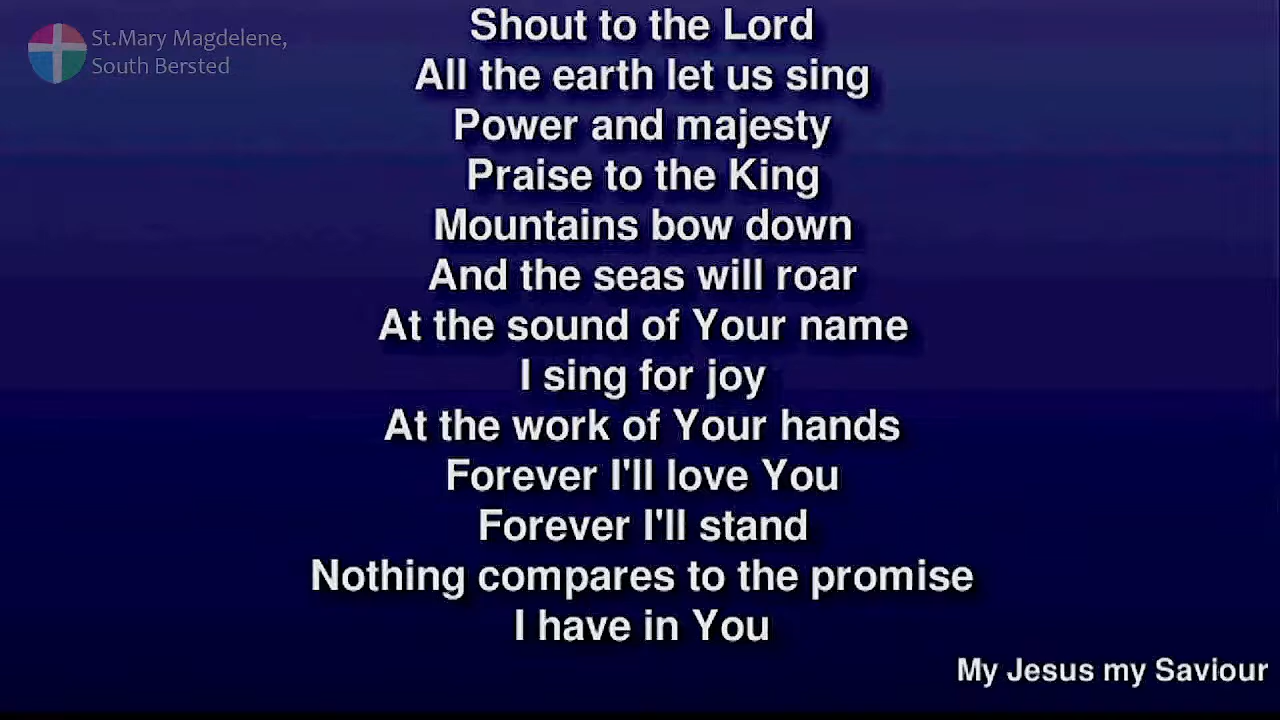 St.Mary Magdelene,
South Bersted
Shout to the Lord
All the earth let us sing
Power and majesty
Praise to the King
Mountains bow down
And the seas will roar
At the sound of Your name
I sing for joy
At the work of Your hands
Forever I'll love You
Forever I'll stand
Nothing compares to the promise
I have in You
My Jesus my Saviour